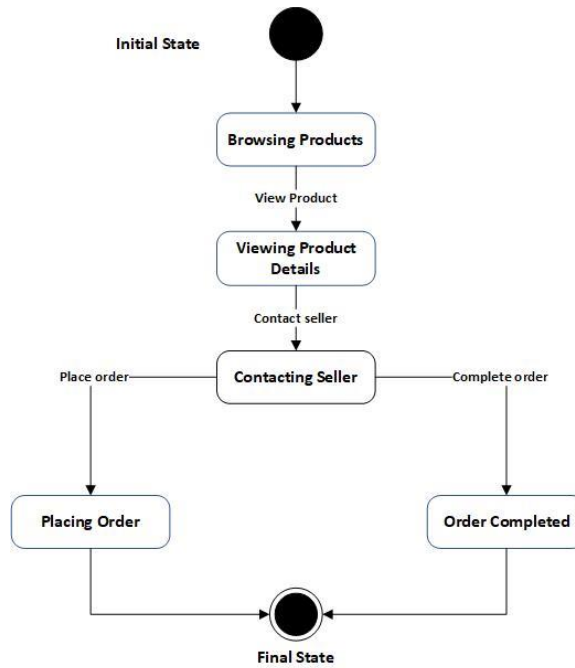 Initial State
Browsing Products
View Product
Viewing Product
Details
Contact seller
Place order
Contacting Seller
Complete order
Placing Order
Order Completed
Final State